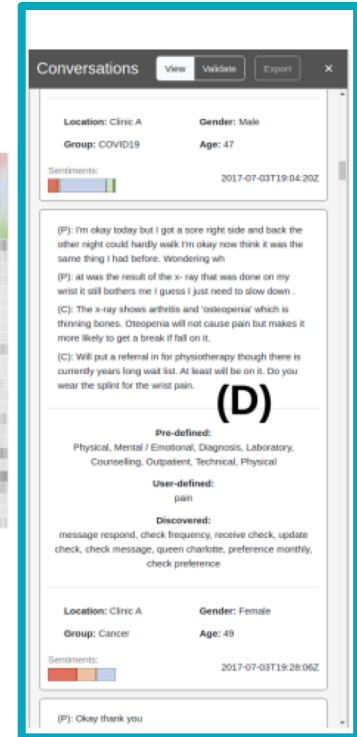 Conversations View Validate Export ×
Location: Clinic A Gender: Male
Group: COVID19 Age: 47
Sentiments:
2017-07-03T19:04:20Z
(P): I'm okay today but I got a sore right side and back the
other night could hardly walk I'm okay now think it was the
same thing I had before. Wondering wh
(P): at was the result of the x- ray that was done on my
wrist it still bothers me I guess I just need to slow down .
(C): The x-ray shows arthritis and 'osteopenia' which is
thinning bones. Oteopenia will not cause pain but makes it
more likely to get a break if fall on it.
(C): Will put a referral in for physiotherapy though there is
currently years long wait list. At least will be on it. Do you
wear the splint for the wrist pain.
(D)
Pre-defined:
Physical, Mental / Emotional, Diagnosis, Laboratory,
Counselling, Outpatient, Technical, Physical
User-defined:
pain
Discovered:
message respond, check frequency, receive check, update
check, check message, queen charlotte, preference monthly,
check preference
Location: Clinic A Gender: Female
Group: Cancer Age: 49
Sentiments:
2017-07-03T19:28:06Z
(P): Okay thank you